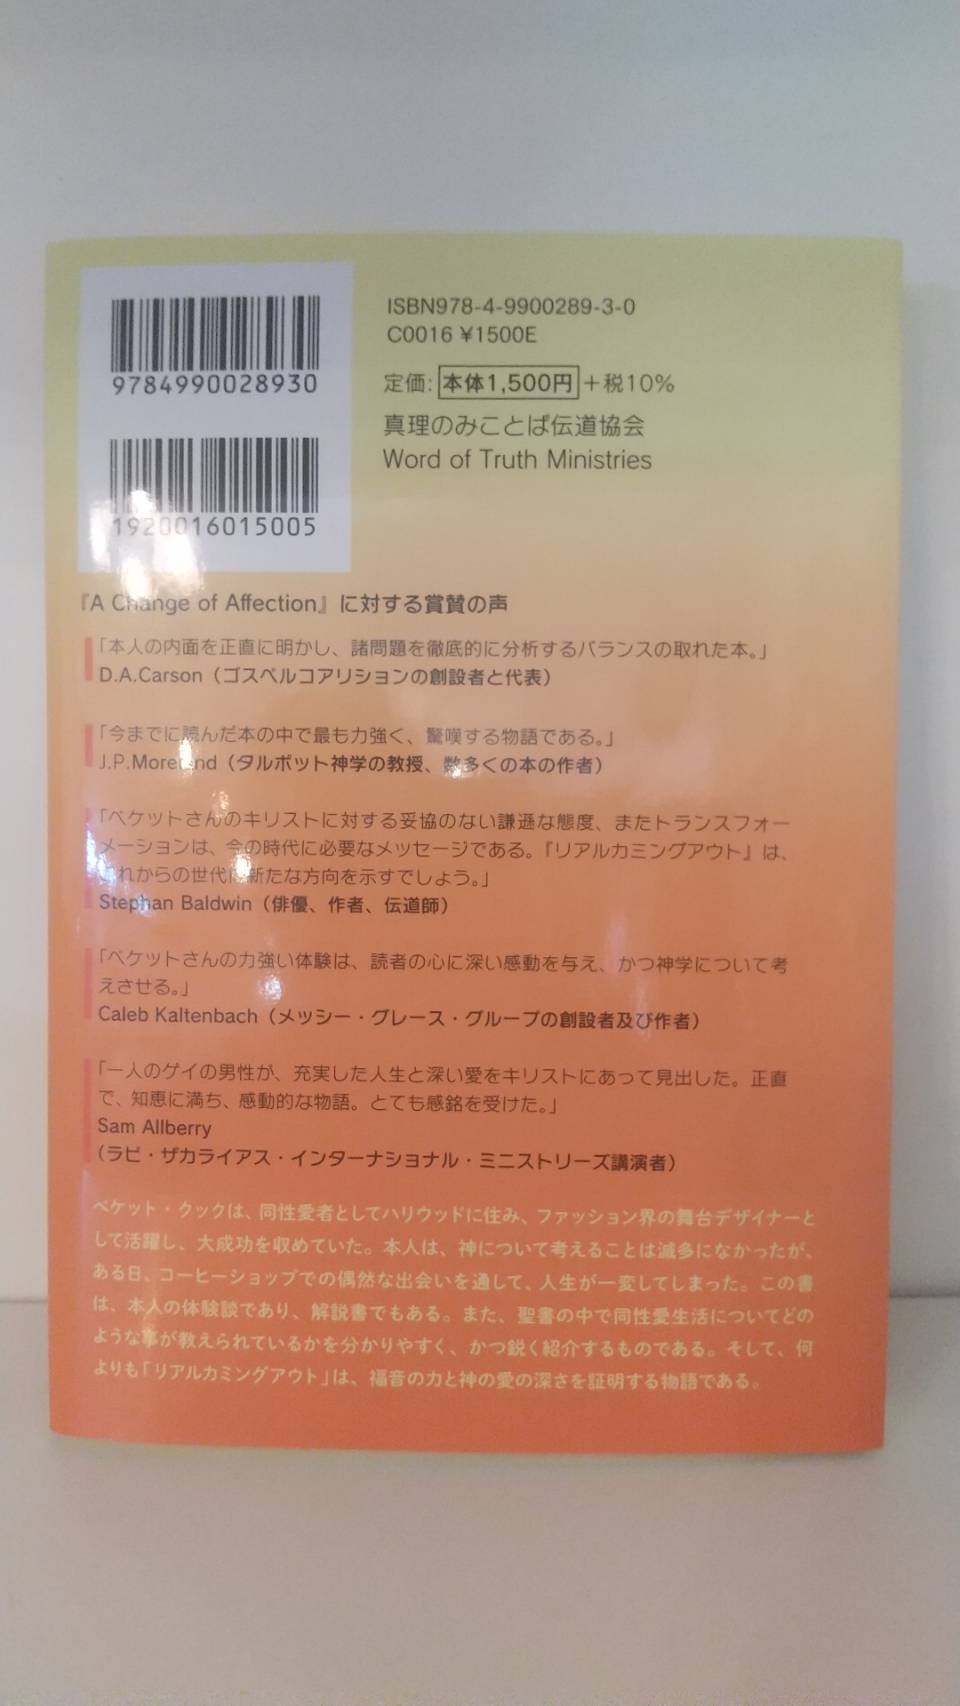 9784990028930
1920016015005
ISBN978-4-9900289-3-0
C0016 ¥1500E
定価: 本体1,500円+税10%
真理のみことば伝道協会
Word of Truth Ministries
『A Change of Affection』に対する賞賛の声
「本人の内面を正直に明かし、諸問題を徹底的に分析するバランスの取れた本。」
D.A.Carson（ゴスペルコアリションの創設者と代表）
「今までに読んだ本の中で最も力強く、驚嘆する物語である。」
J.P.Moreland（タルボット神学の教授、数多くの本の作者）
「ベケットさんのキリストに対する妥協のない謙遜な態度、またトランスフォー
メーションは、今の時代に必要なメッセージである。『リアルカミングアウト』は、
これからの世代に新たな方向を示すでしょう。」
Stephan Baldwin（俳優、作者、伝道師）
「ベケットさんの力強い体験は、読者の心に深い感動を与え、かつ神学について考
えさせる。」
Caleb Kaltenbach（メッシー・グレース・グループの創設者及び作者）
「一人のゲイの男性が、充実した人生と深い愛をキリストにあって見出した。正直
で、知恵に満ち、感動的な物語。とても感銘を受けた。」
Sam Allberry
（ラビ・ザカライアス・インターナショナル・ミニストリーズ講演者）
ベケット・クックは、同性愛者としてハリウッドに住み、ファッション界の舞台デザイナーと
して活躍し、大成功を収めていた。本人は、神について考えることは滅多になかったが、
ある日、コーヒーショップでの偶然な出会いを通して、人生が一変してしまった。この書
は、本人の体験談であり、解説書でもある。また、聖書の中で同性愛生活についてどの
ような事が教えられているかを分かりやすく、かつ鋭く紹介するものである。そして、何
よりも「リアルカミングアウト」は、福音の力と神の愛の深さを証明する物語である。